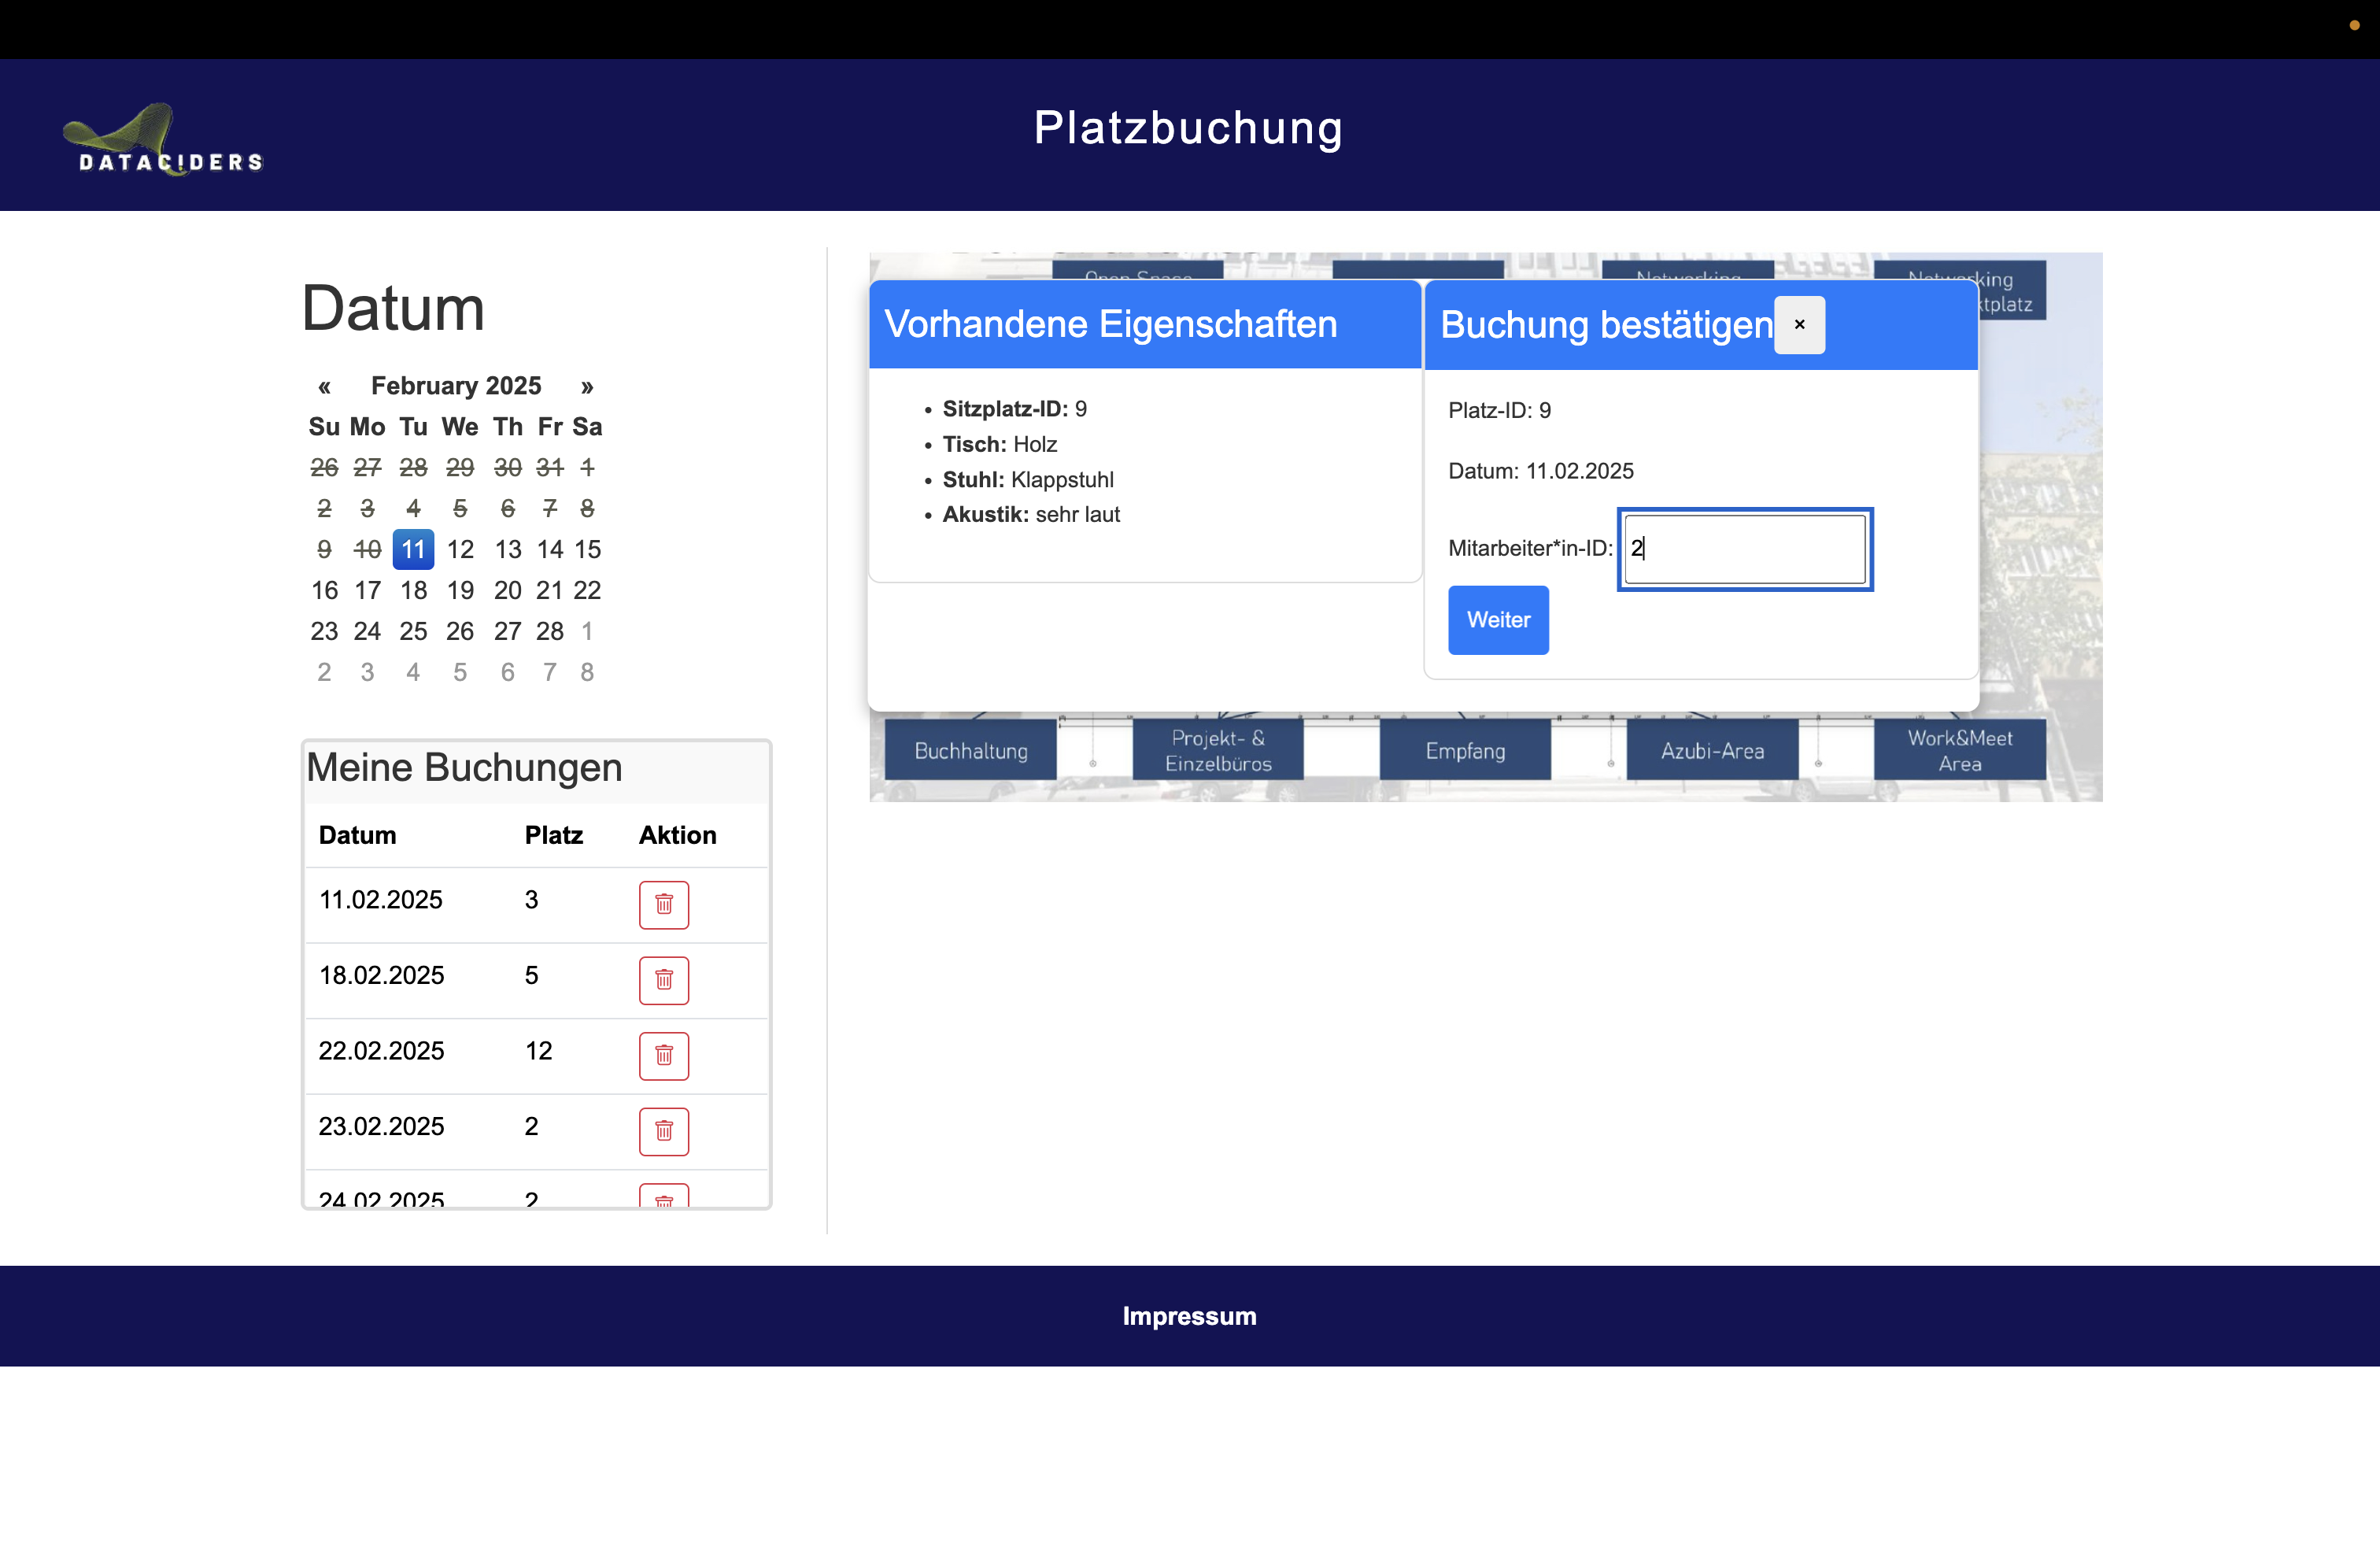 DATAC!DERS
Platzbuchung
Datum
« February 2025 »
Su Mo Tu We Th Fr Sa
26 27 28 29 30 31 1
2 3 4 5 6 7 8
9 10 11 12 13 14 15
16 17 18 19 20 21 22
23 24 25 26 27 28 1
2 3 4 5 6 7 8
Meine Buchungen
Datum Platz Aktion
11.02.2025 3
18.02.2025 5
22.02.2025 12
23.02.2025 2
24.02.2025 2
Open Space
Networking
Vorhandene Eigenschaften
• Sitzplatz-ID: 9
• Tisch: Holz
• Stuhl: Klappstuhl
• Akustik: sehr laut
Buchung bestätigen ×
Platz-ID: 9
Datum: 11.02.2025
Mitarbeiter*in-ID: 2
Weiter
Buchhaltung
Projekt- &
Einzelbüros
Empfang
Azubi-Area
Work&Meet
Area
Impressum